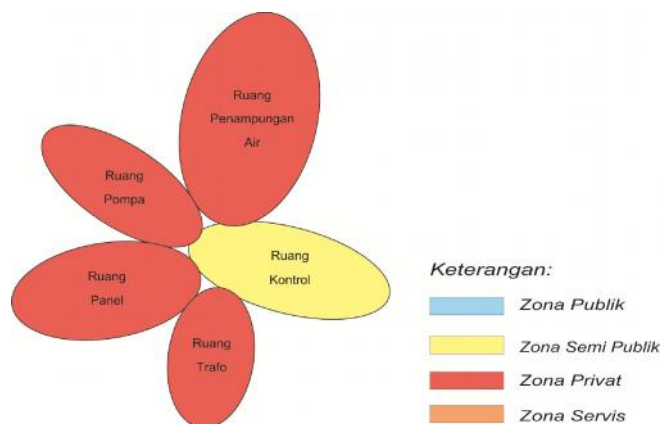 Ruang
Penampungan
Air
Ruang
Pompa
Ruang
Kontrol
Ruang
Panel
Ruang
Trafo
Keterangan:
Zona Publik
Zona Semi Publik
Zona Privat
Zona Servis